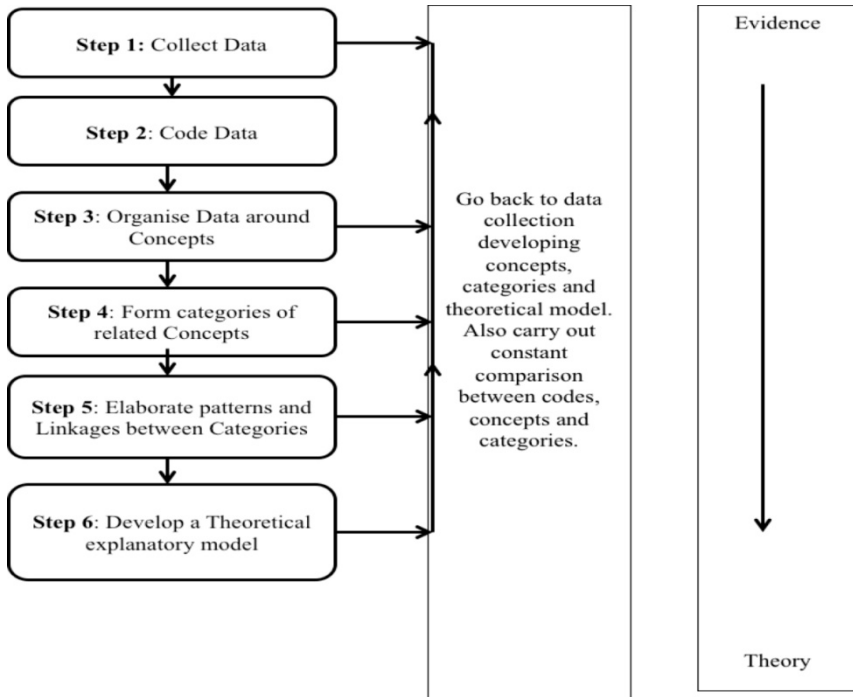 Step 1: Collect Data
Step 2: Code Data
Step 3: Organise Data around
Concepts
Step 4: Form categories of
related Concepts
Step 5: Elaborate patterns and
Linkages between Categories
Step 6: Develop a Theoretical
explanatory model
Go back to data
collection
developing
concepts,
categories and
theoretical model.
Also carry out
constant
comparison
between codes,
concepts and
categories.
Evidence
Theory